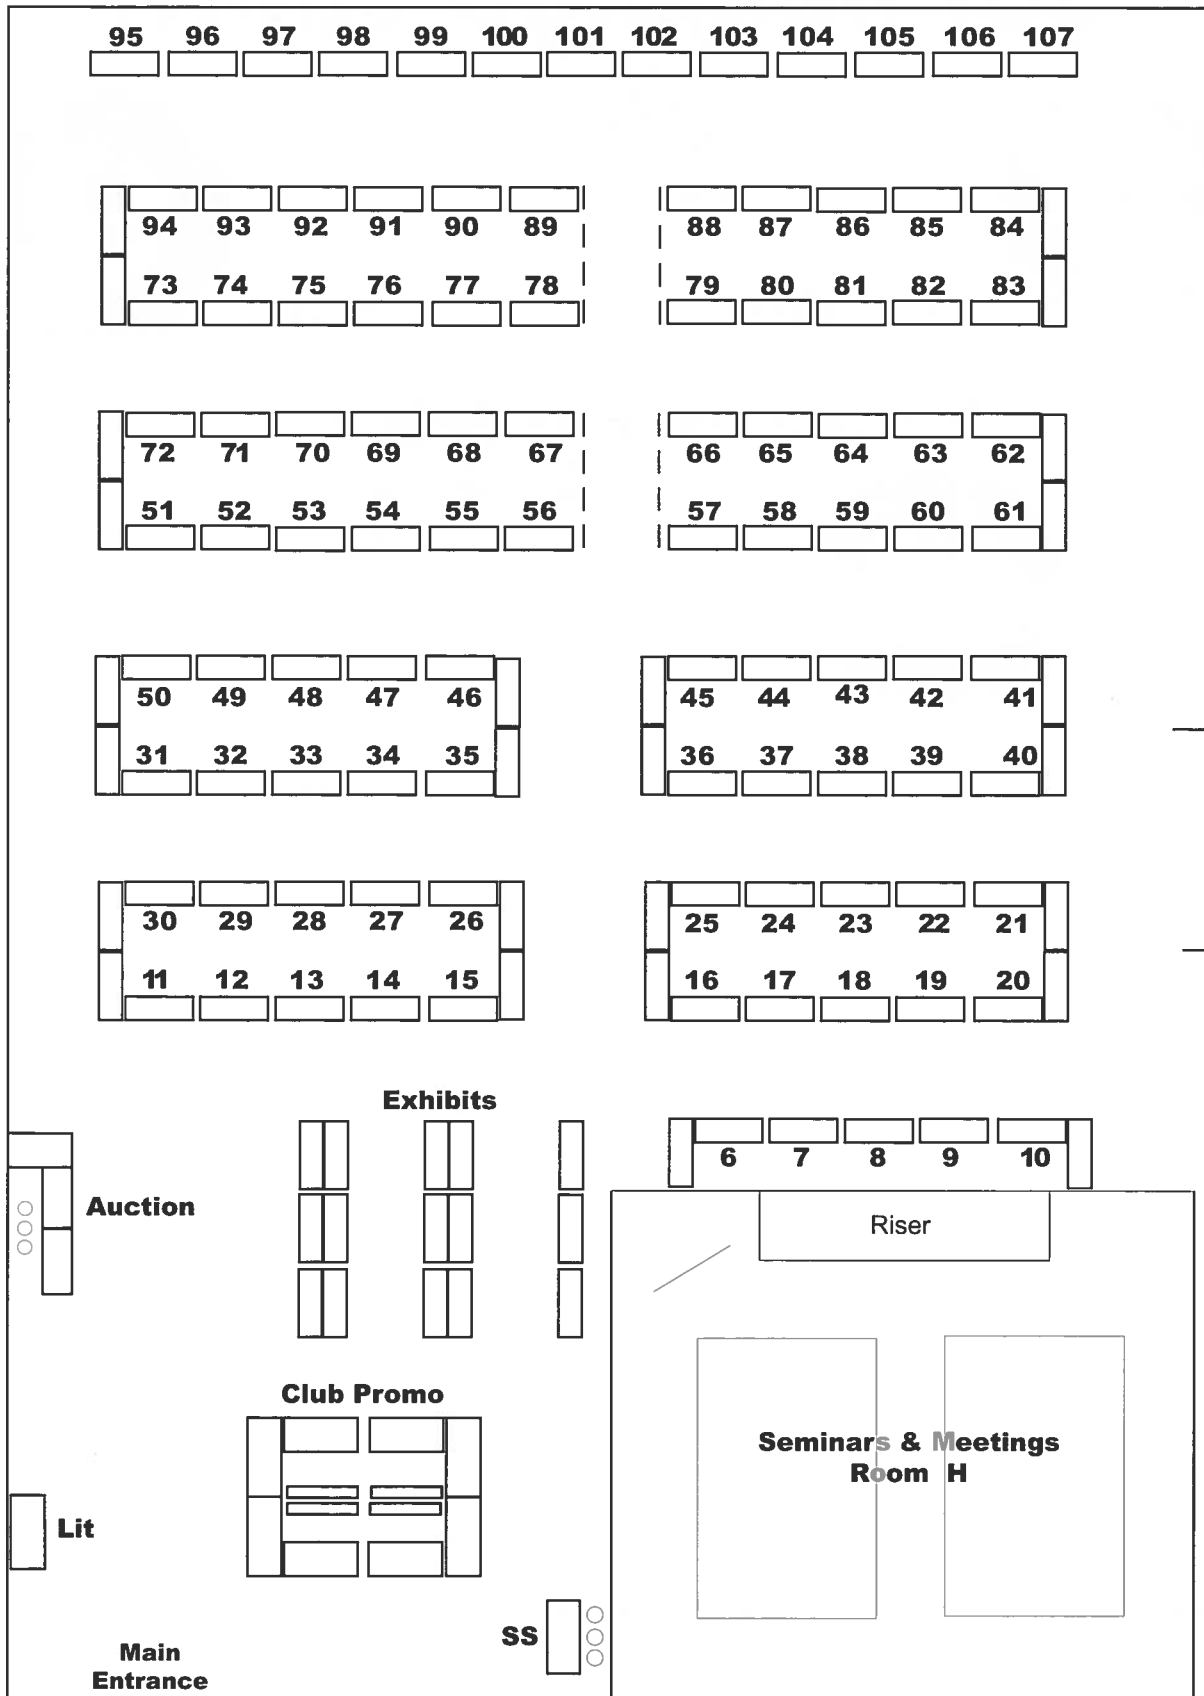 95 96 97 98 99 100 101 102 103 104 105 106 107
94 93 92 91 90 89 88 87 86 85 84
73 74 75 76 77 78 79 80 81 82 83
72 71 70 69 68 67 66 65 64 63 62
51 52 53 54 55 56 57 58 59 60 61
50 49 48 47 46 45 44 43 42 41
31 32 33 34 35 36 37 38 39 40
30 29 28 27 26 25 24 23 22 21
11 12 13 14 15 16 17 18 19 20
Exhibits
6 7 8 9 10
Auction
Riser
Club Promo
Seminars & Meetings
Room H
Lit
SS
Main
Entrance